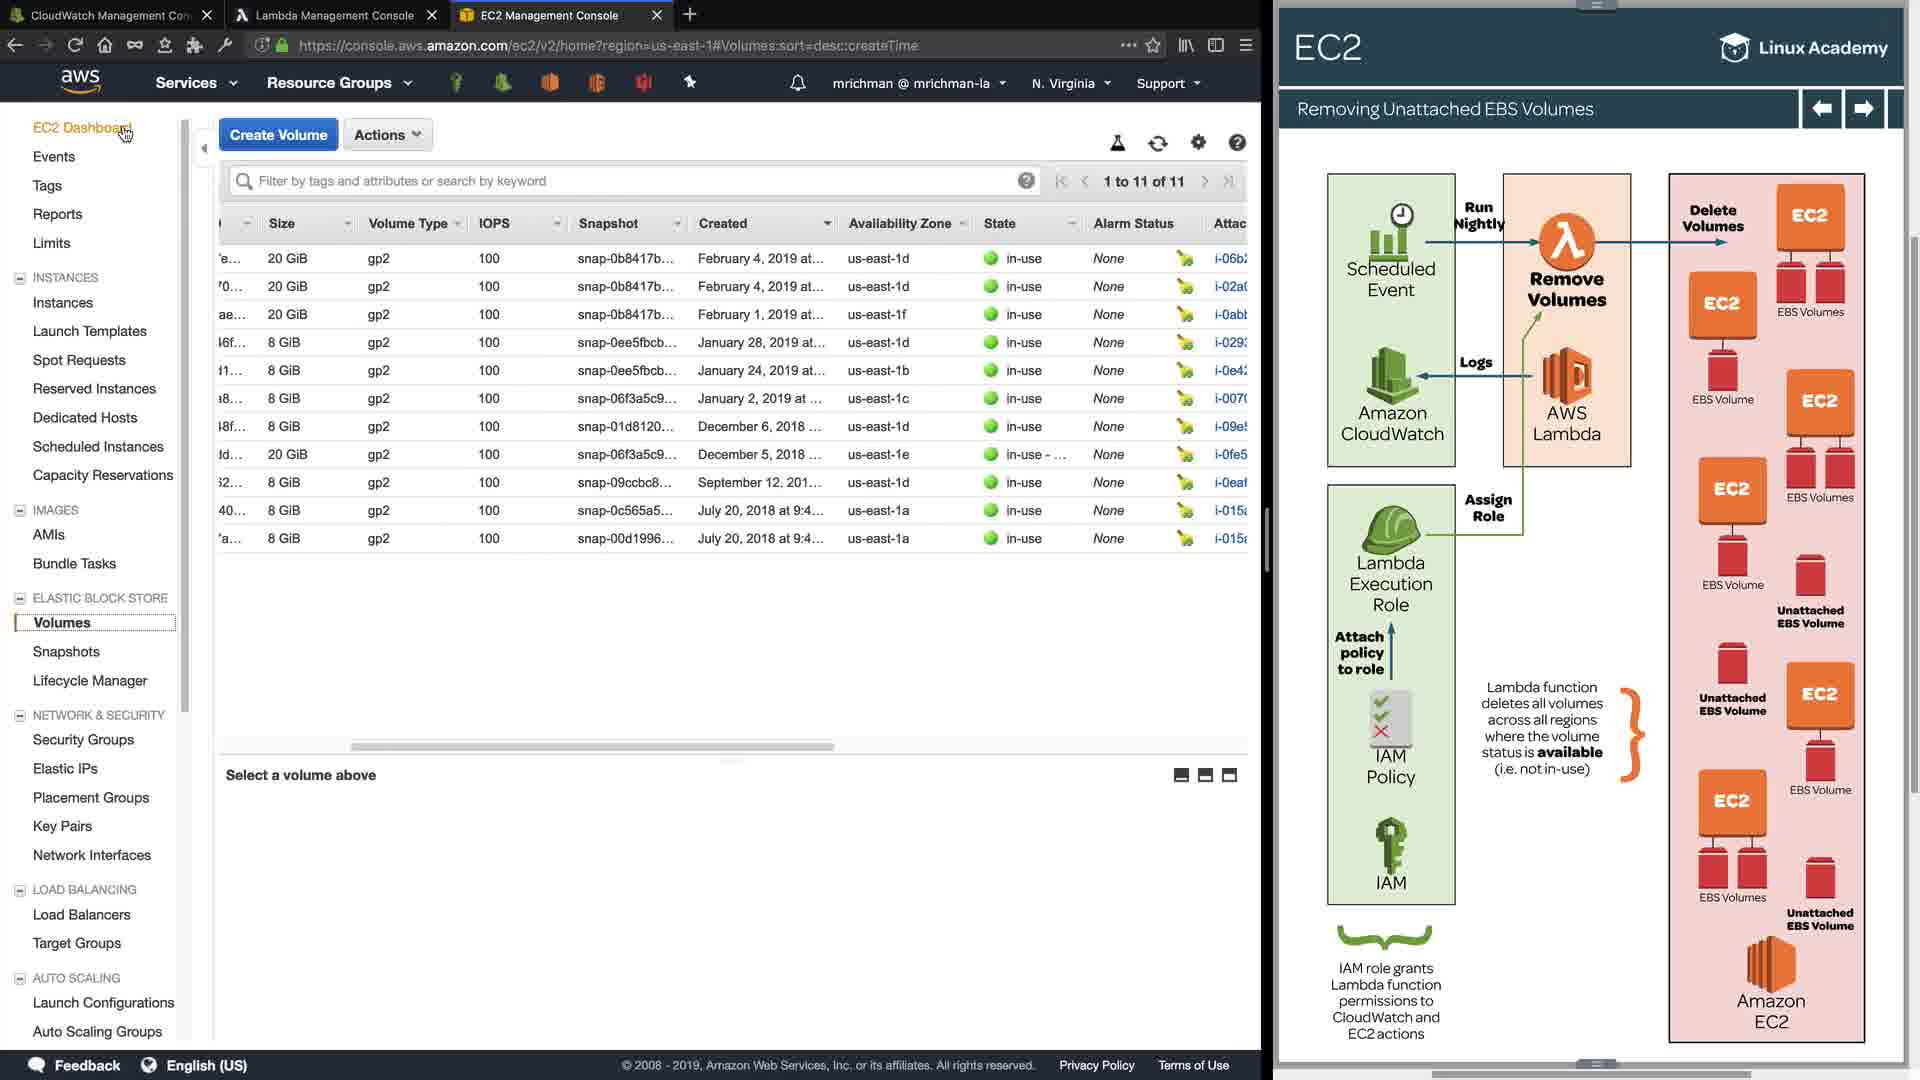 CloudWatch Management Con
Lambda Management Console
EC2 Management Console
https://console.aws.amazon.com/ec2/v2/home?region=us-east-1#Volumes:sort=desc:createTime
aws
Services
Resource Groups
mrichman @ mrichman-la
N. Virginia
Support
EC2 Dashboard
Events
Tags
Reports
Limits
INSTANCES
Instances
Launch Templates
Spot Requests
Reserved Instances
Dedicated Hosts
Scheduled Instances
Capacity Reservations
IMAGES
AMIs
Bundle Tasks
ELASTIC BLOCK STORE
Volumes
Snapshots
Lifecycle Manager
NETWORK & SECURITY
Security Groups
Elastic IPs
Placement Groups
Key Pairs
Network Interfaces
LOAD BALANCING
Load Balancers
Target Groups
AUTO SCALING
Launch Configurations
Auto Scaling Groups
Create Volume
Actions
Filter by tags and attributes or search by keyword
1 to 11 of 11
Size Volume Type IOPS Snapshot Created Availability Zone State Alarm Status Attac
e... 20 GiB gp2 100 snap-0b8417b... February 4, 2019 at... us-east-1d in-use None i-06b2
70... 20 GiB gp2 100 snap-0b8417b... February 4, 2019 at... us-east-1d in-use None i-02a0
ae... 20 GiB gp2 100 snap-0b8417b... February 1, 2019 at... us-east-1f in-use None i-0abb
46f... 8 GiB gp2 100 snap-0ee5fbcb... January 28, 2019 at... us-east-1d in-use None i-0293
d1... 8 GiB gp2 100 snap-0ee5fbcb... January 24, 2019 at... us-east-1b in-use None i-0e42
a8... 8 GiB gp2 100 snap-06f3a5c9... January 2, 2019 at ... us-east-1c in-use None i-0070
48f... 8 GiB gp2 100 snap-01d8120... December 6, 2018 ... us-east-1d in-use None i-09e5
dd... 20 GiB gp2 100 snap-06f3a5c9... December 5, 2018 ... us-east-1e in-use - ... None i-0fe5
62... 8 GiB gp2 100 snap-09ccbc8... September 12, 201... us-east-1d in-use None i-0eaf
40... 8 GiB gp2 100 snap-0c565a5... July 20, 2018 at 9:4... us-east-1a in-use None i-015a
a... 8 GiB gp2 100 snap-00d1996... July 20, 2018 at 9:4... us-east-1a in-use None i-015a
Select a volume above
Feedback
English (US)
© 2008 - 2019, Amazon Web Services, Inc. or its affiliates. All rights reserved.
Privacy Policy
Terms of Use
EC2
Linux Academy
Removing Unattached EBS Volumes
Scheduled
Event
Run
Nightly
Remove
Volumes
Delete
Volumes
Logs
Amazon
CloudWatch
AWS
Lambda
Assign
Role
Lambda
Execution
Role
Attach
policy
to role
IAM
Policy
IAM
IAM role grants
Lambda function
permissions to
CloudWatch and
EC2 actions
Lambda function
deletes all volumes
across all regions
where the volume
status is available
(i.e. not in-use)
EC2
EBS Volumes
EC2
EBS Volume
EC2
EBS Volumes
EC2
EBS Volume
Unattached
EBS Volume
Unattached
EBS Volume
EC2
EBS Volume
EC2
EBS Volumes
Unattached
EBS Volume
Amazon
EC2